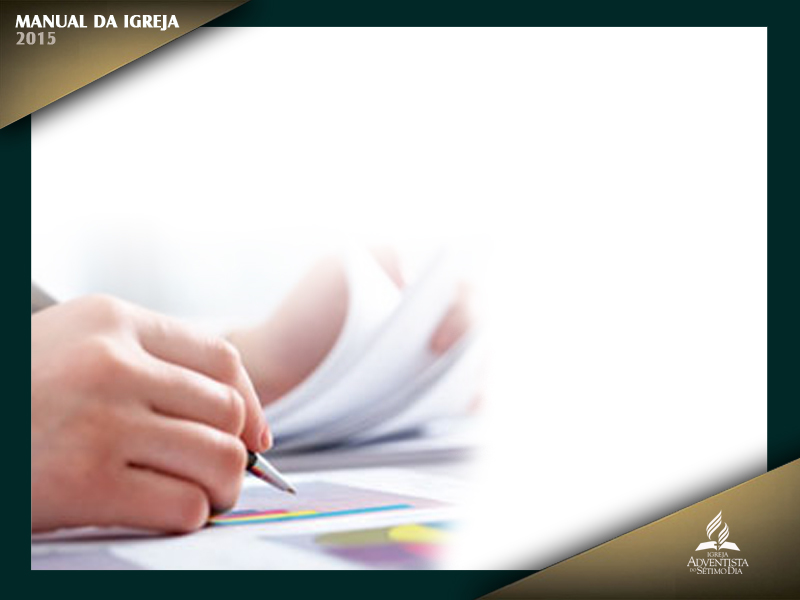 MANUAL DA IGREJA
2015
IGREJA
ADVENTISTA
DO SÉTIMO DIA